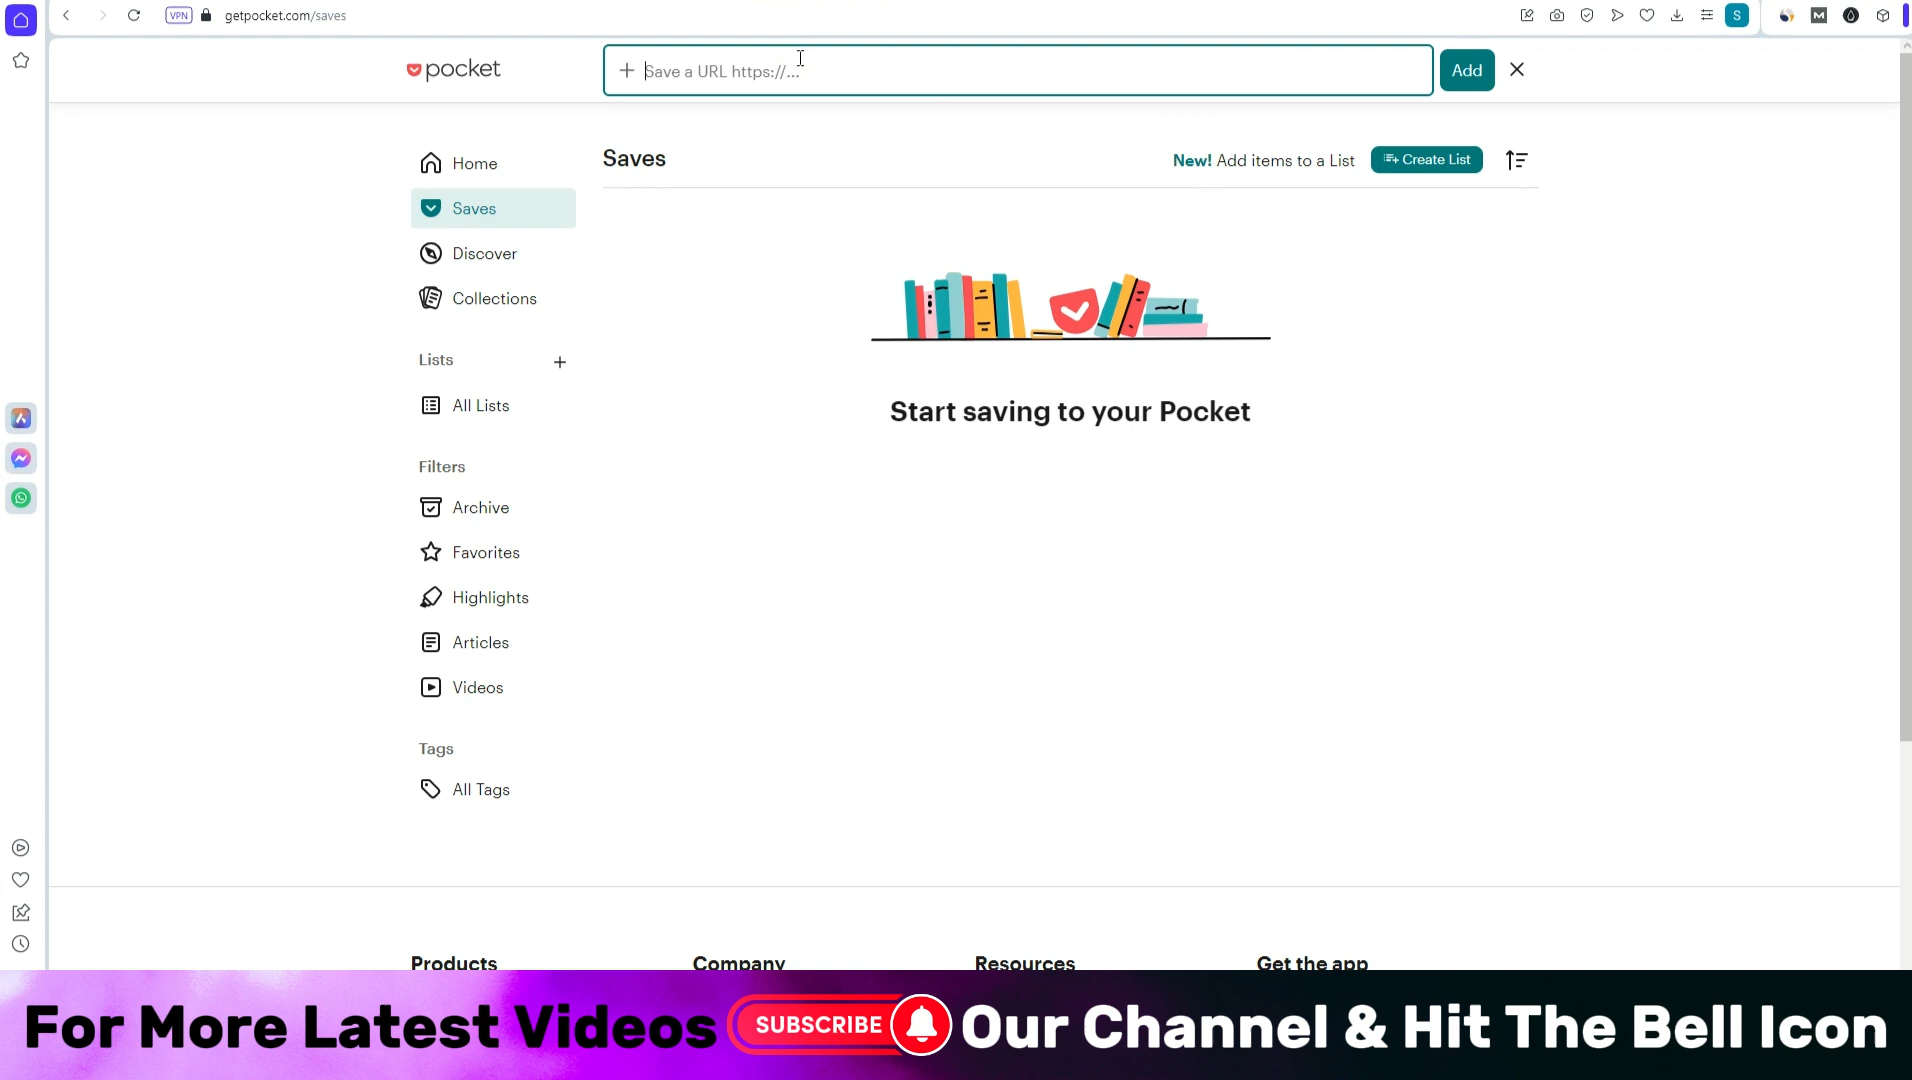 VPN getpocket.com/saves
S
M
pocket
Save a URL https://...
Add
Home
Saves
Discover
Collections
Lists
All Lists
Filters
Archive
Favorites
Highlights
Articles
Videos
Tags
All Tags
Saves
New! Add items to a List
Create List
Start saving to your Pocket
Products
Company
Resources
Get the app
For More Latest Videos SUBSCRIBE Our Channel & Hit The Bell Icon